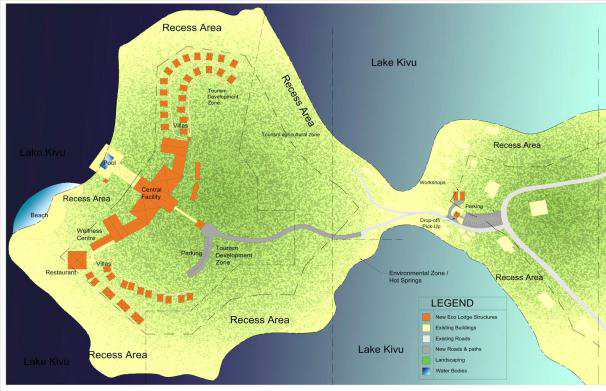 Recess Area
Lake Kivu
Recess Area
Tourism
Development
Zone
Villas
Tourism agricultural zone
Lake Kivu
Pool
Recess Area
Central
Facility
Beach
Wellness
Centre
Restaurant
Villas
Parking
Tourism
Development
Zone
Recess Area
Workshops
Parking
Drop-off/
Pick-Up
Environmental Zone /
Hot Springs
Recess Area
Recess Area
Lake Kivu
Recess Area
Lake Kivu
LEGEND
New Eco Lodge Structures
Existing Buildings
Existing Roads
New Roads & paths
Landscaping
Water Bodies